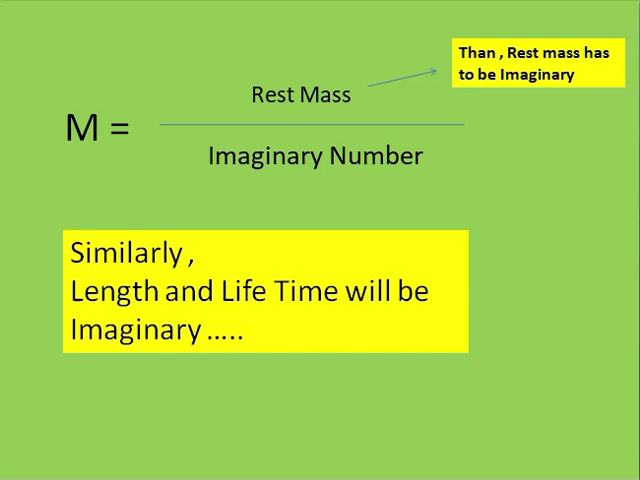 Than , Rest mass has
to be Imaginary
Rest Mass
M =
Imaginary Number
Similarly ,
Length and Life Time will be
Imaginary .....